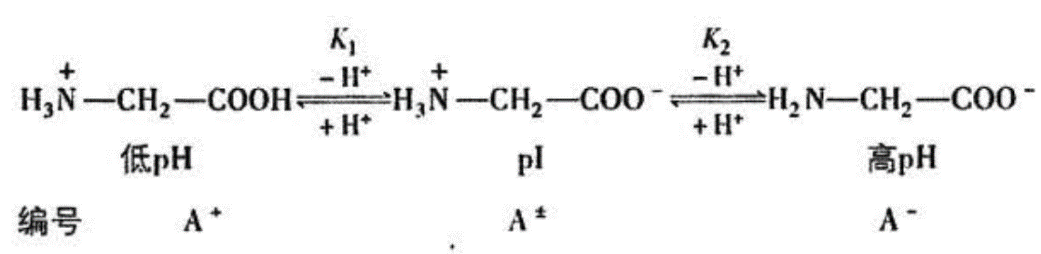 K₁ K₂
+ − H⁺ + − H⁺
H₃N—CH₂—COOH⇌H₃N—CH₂—COO⁻⇌H₂N—CH₂—COO⁻
+ H⁺ + H⁺
低pH pI 高pH
编号 A⁺ A± A⁻